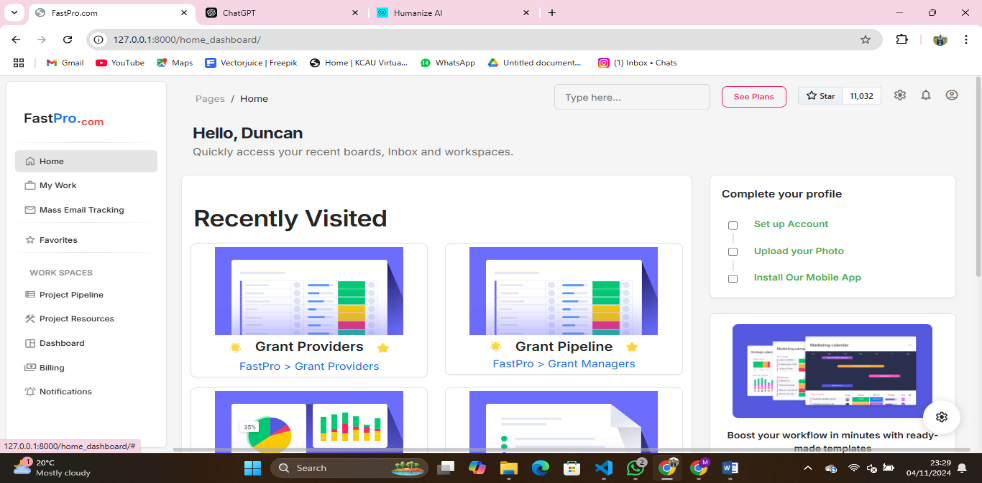 FastPro.com
ChatGPT
Humanize AI
127.0.0.1:8000/home_dashboard/
Gmail
YouTube
Maps
Vectorjuice | Freepik
Home | KCAU Virtua...
WhatsApp
Untitled document...
(1) Inbox • Chats
FastPro.com
Pages / Home
Type here...
See Plans
Star 11,032
Hello, Duncan
Quickly access your recent boards, Inbox and workspaces.
Home
My Work
Mass Email Tracking
Favorites
WORK SPACES
Project Pipeline
Project Resources
Dashboard
Billing
Notifications
Recently Visited
Grant Providers
FastPro > Grant Providers
Grant Pipeline
FastPro > Grant Managers
35%
Complete your profile
Set up Account
Upload your Photo
Install Our Mobile App
Marketing calendar
Boost your workflow in minutes with ready-
made templates
127.0.0.1:8000/home_dashboard/#
20°C
Mostly cloudy
Search
23:29
04/11/2024